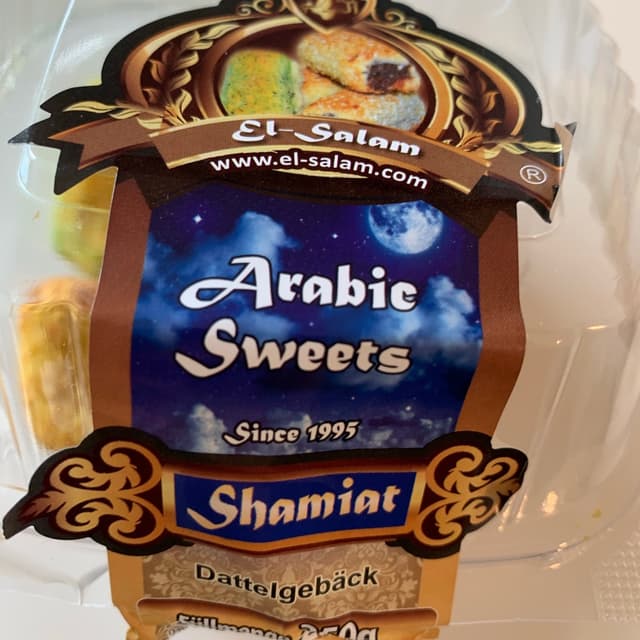 El-Salam
www.el-salam.com
®
Arabic
Sweets
Since 1995
Shamiat
Dattelgebäck